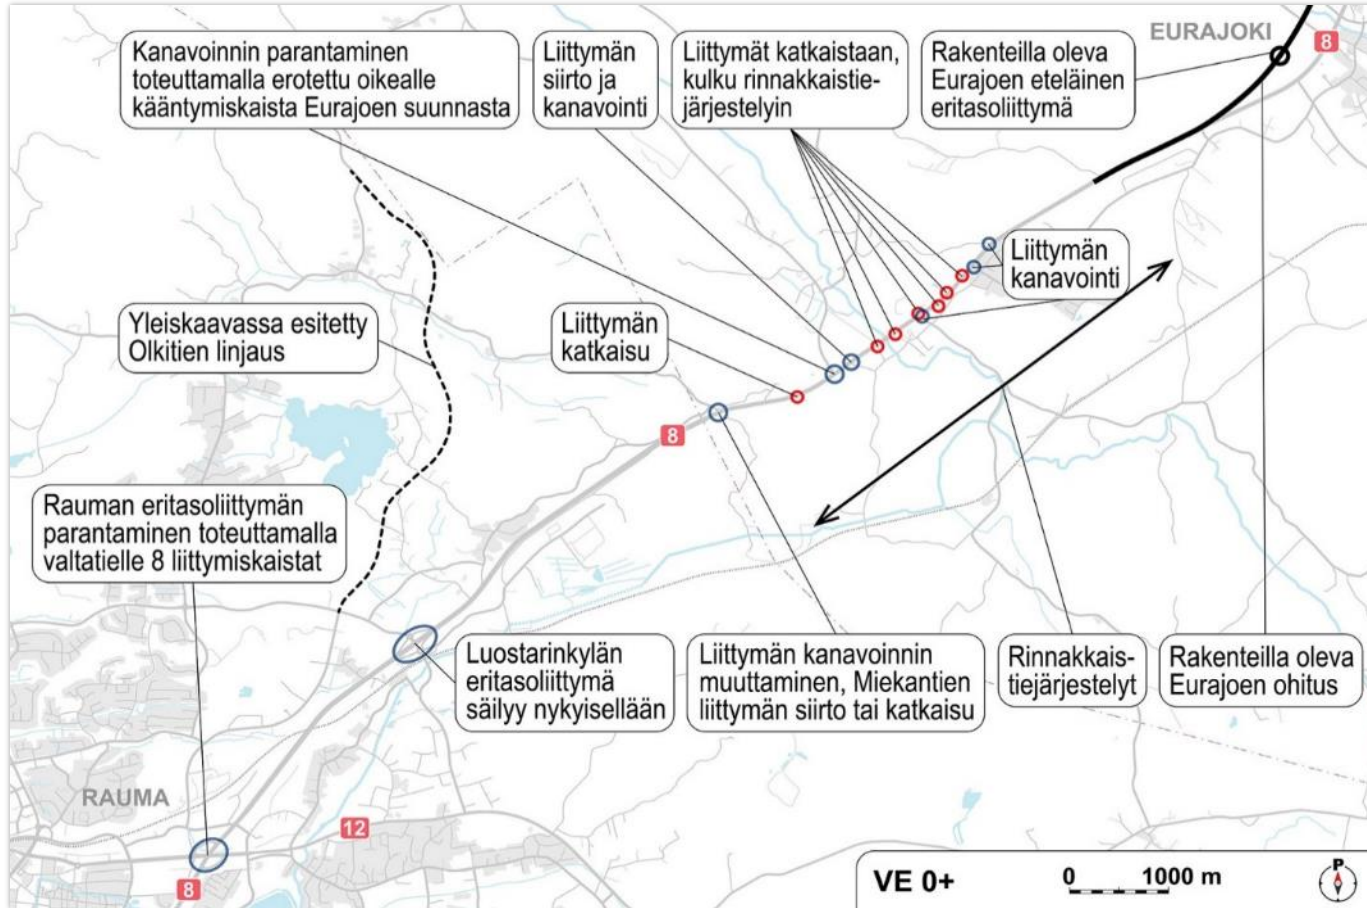 EURAJOKI
8
Kanavoinnin parantaminen
toteuttamalla erotettu oikealle
kääntymiskaista Eurajoen suunnasta
Liittymän
siirto ja
kanavointi
Liittymät katkaistaan,
kulku rinnakkaistie-
järjestelyin
Rakenteilla oleva
Eurajoen eteläinen
eritasoliittymä
Liittymän
kanavointi
Yleiskaavassa esitetty
Olkitien linjaus
Liittymän
katkaisu
8
Rauman eritasoliittymän
parantaminen toteuttamalla
valtatielle 8 liittymiskaistat
Luostarinkylän
eritasoliittymä
säilyy nykyisellään
Liittymän kanavoinnin
muuttaminen, Miekantien
liittymän siirto tai katkaisu
Rinnakkais-
tiejärjestelyt
Rakenteilla oleva
Eurajoen ohitus
RAUMA
12
8
VE 0+
0 1000 m
P